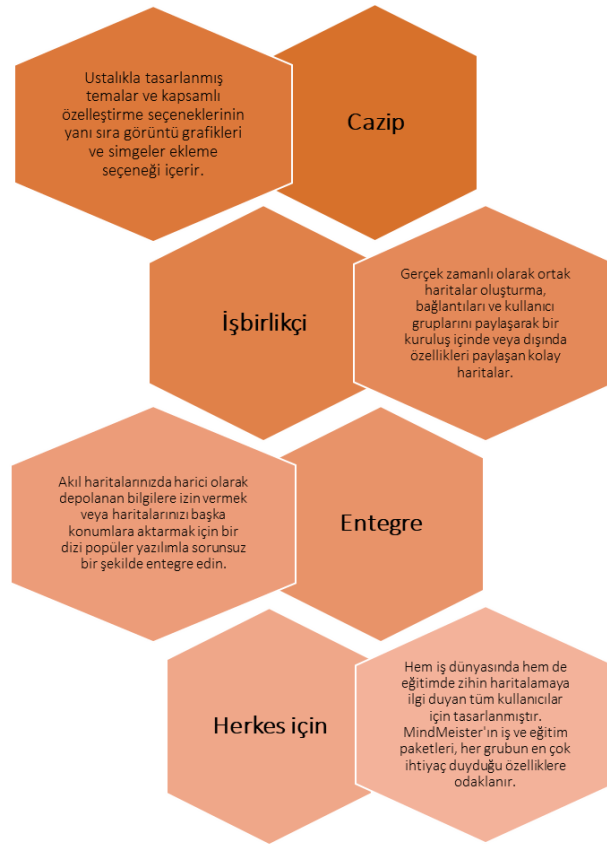 Ustalıkla tasarlanmış
temalar ve kapsamlı
özelleştirme seçeneklerinin
yanı sıra görüntü grafikleri
ve simgeler ekleme
seçeneği içerir.
Cazip
İşbirlikçi
Gerçek zamanlı olarak ortak
haritalar oluşturma,
bağlantıları ve kullanıcı
gruplarını paylaşarak bir
kuruluş içinde veya dışında
özellikleri paylaşan kolay
haritalar.
Akıl haritalarınızda harici olarak
depolanan bilgilere izin vermek
veya haritalarınızı başka
konumlara aktarmak için bir
dizi popüler yazılımla sorunsuz
bir şekilde entegre edin.
Entegre
Herkes için
Hem iş dünyasında hem de
eğitimde zihin haritalamaya
ilgi duyan tüm kullanıcılar
için tasarlanmıştır.
MindMeister'ın iş ve eğitim
paketleri, her grubun en çok
ihtiyaç duyduğu özelliklere
odaklanır.